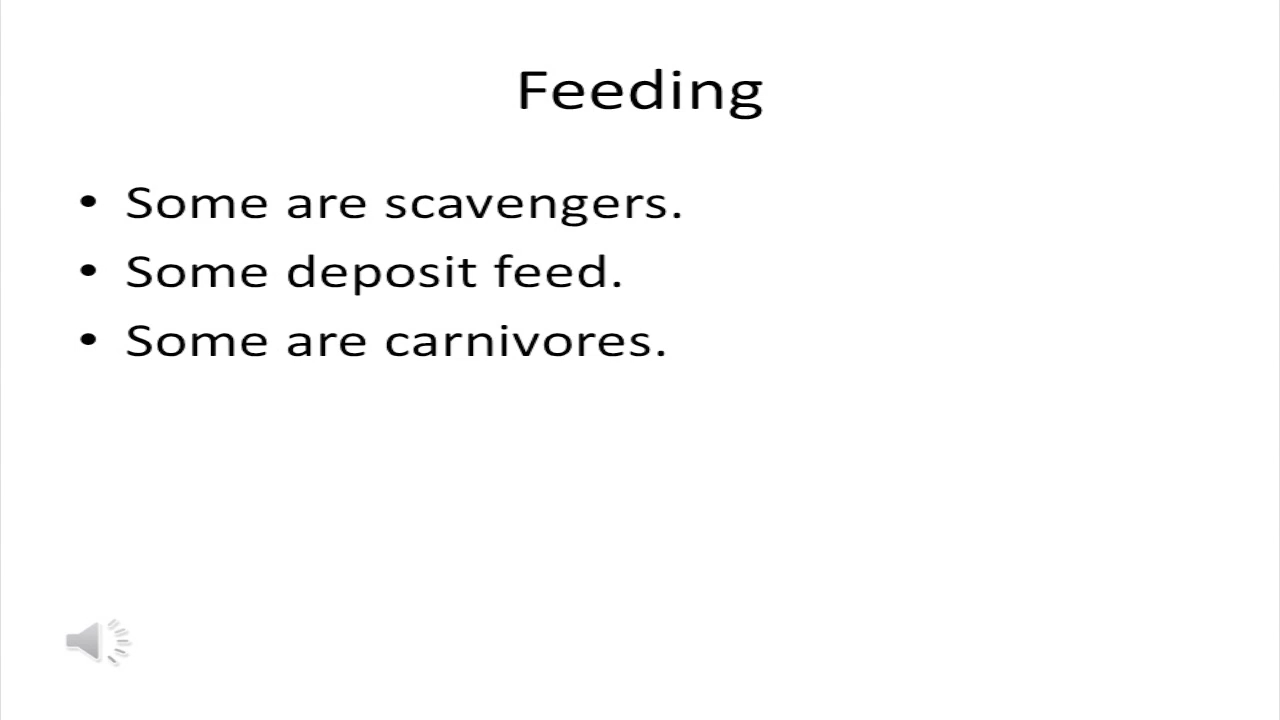 Feeding
• Some are scavengers.
• Some deposit feed.
• Some are carnivores.